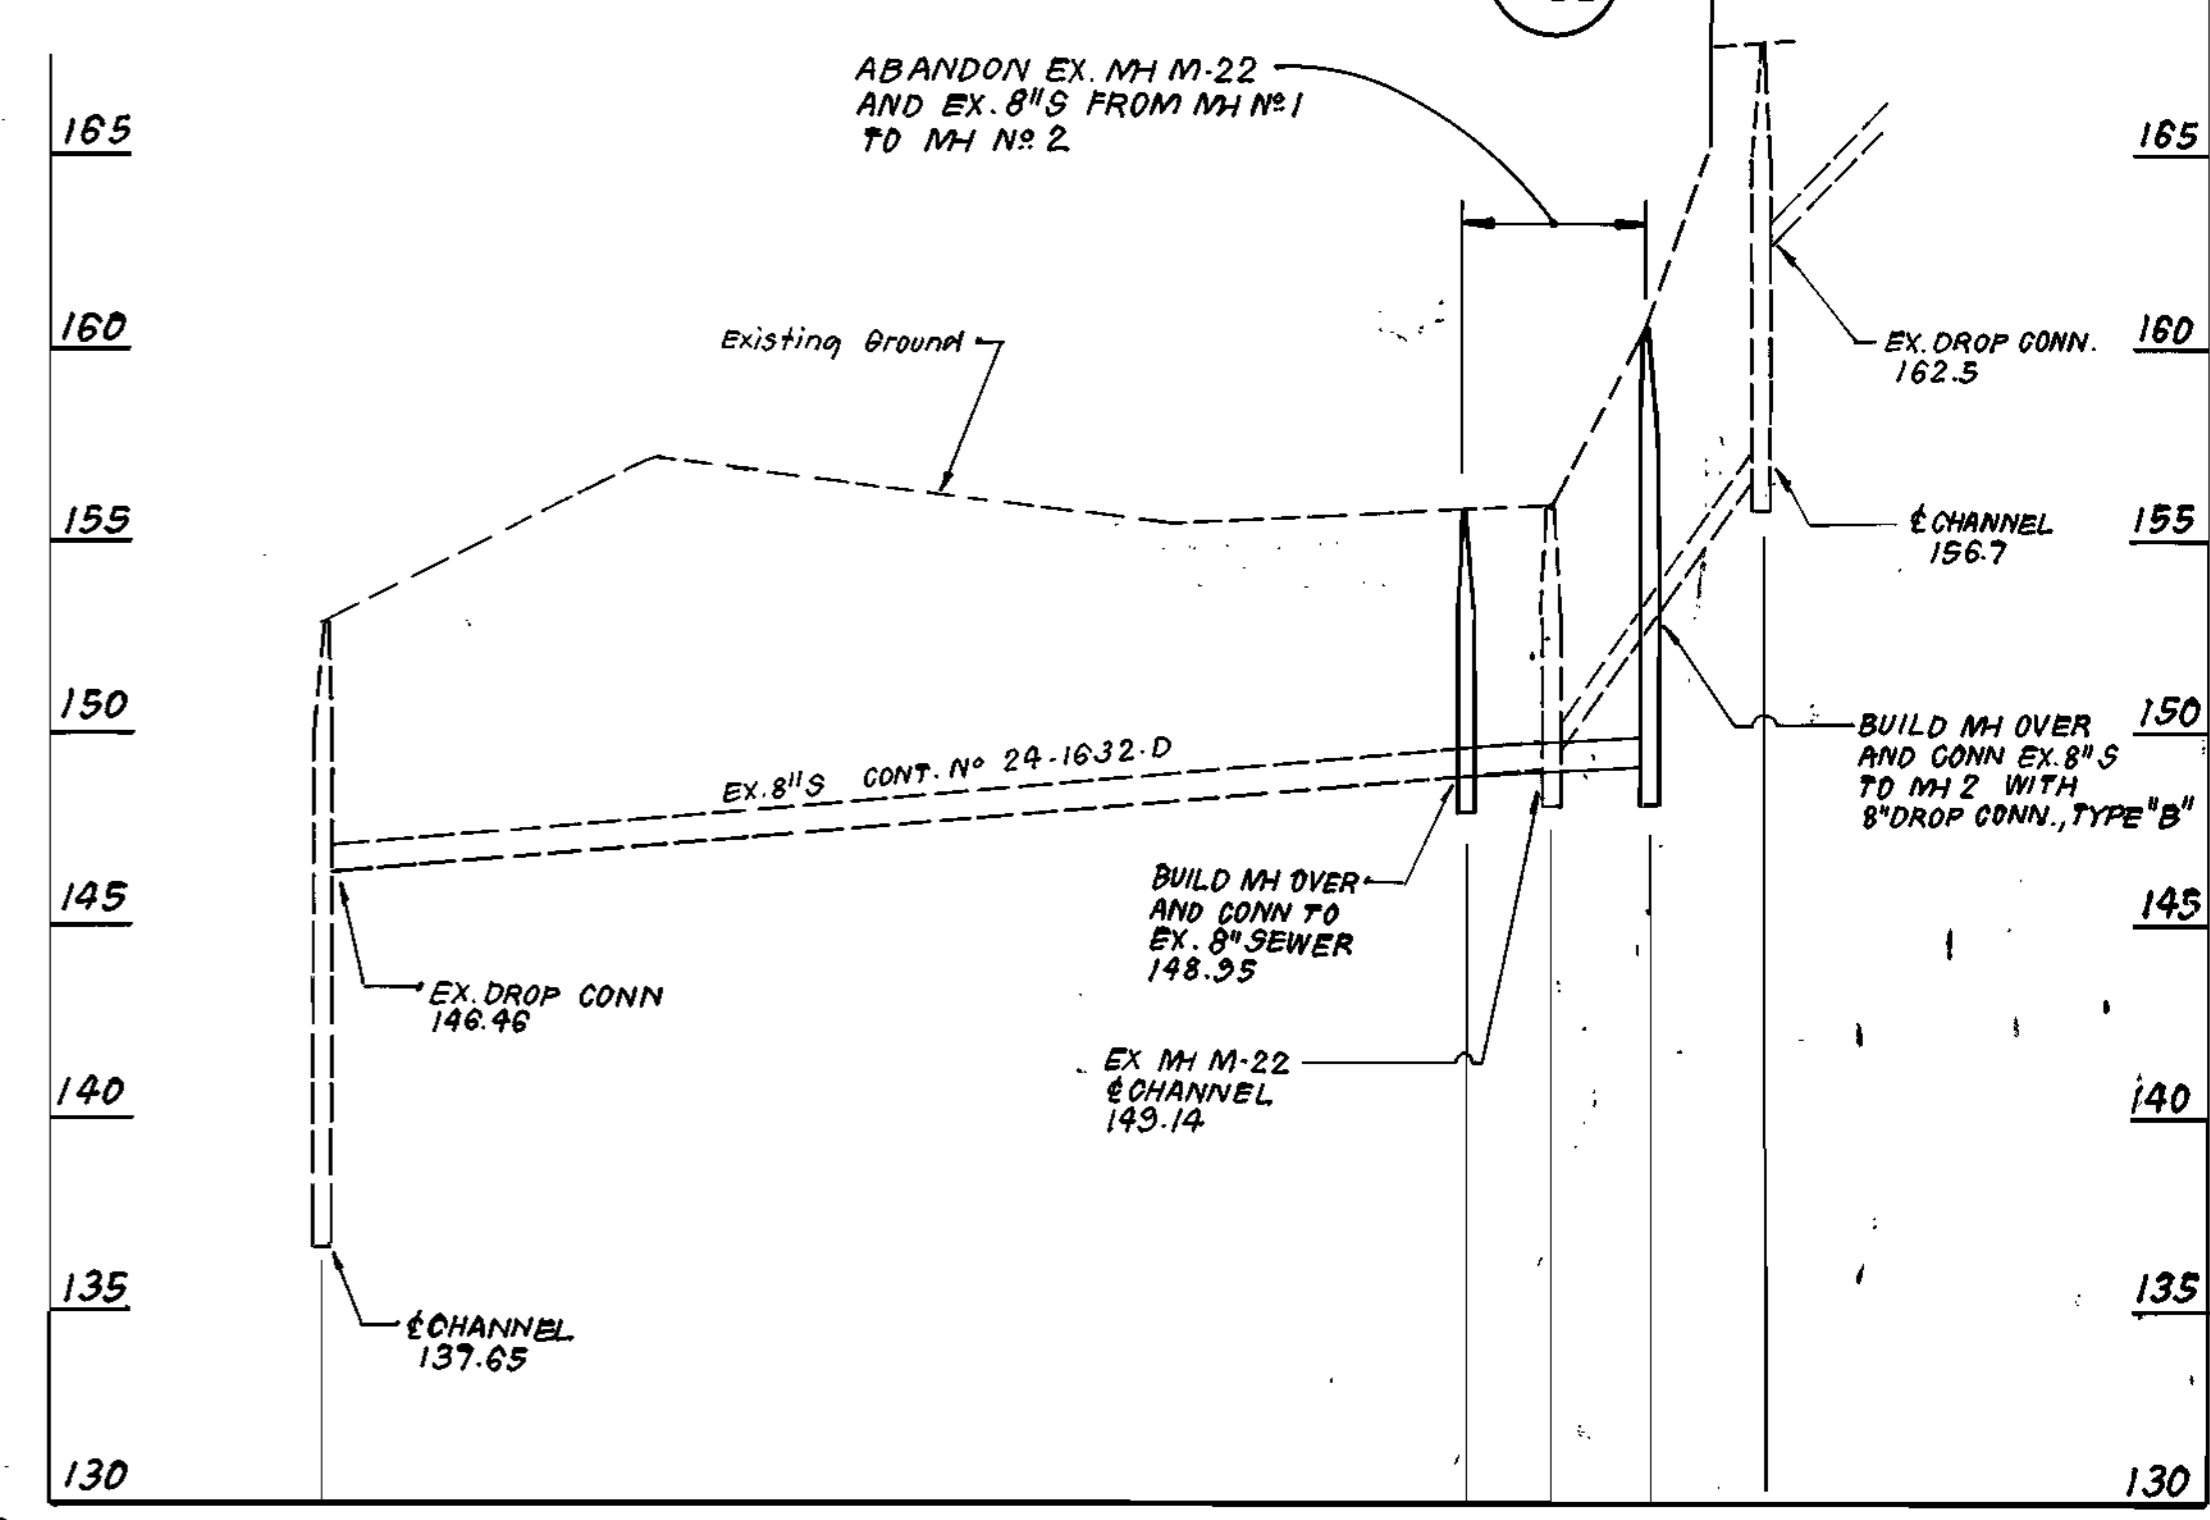 ABANDON EX. MH M-22
AND EX. 8"S FROM MH Nº 1
TO MH Nº 2
165
165
160
160
Existing Ground
EX. DROP CONN.
162.5
155
155
℄ CHANNEL
156.7
150
150
BUILD MH OVER
AND CONN EX. 8"S
TO MH 2 WITH
8" DROP CONN., TYPE "B"
EX. 8"S CONT. Nº 24-1632-D
BUILD MH OVER
AND CONN TO
EX. 8" SEWER
148.95
145
145
EX. DROP CONN
146.46
EX MH M-22
℄ CHANNEL
149.14
140
140
135
135
℄ CHANNEL
137.65
130
130